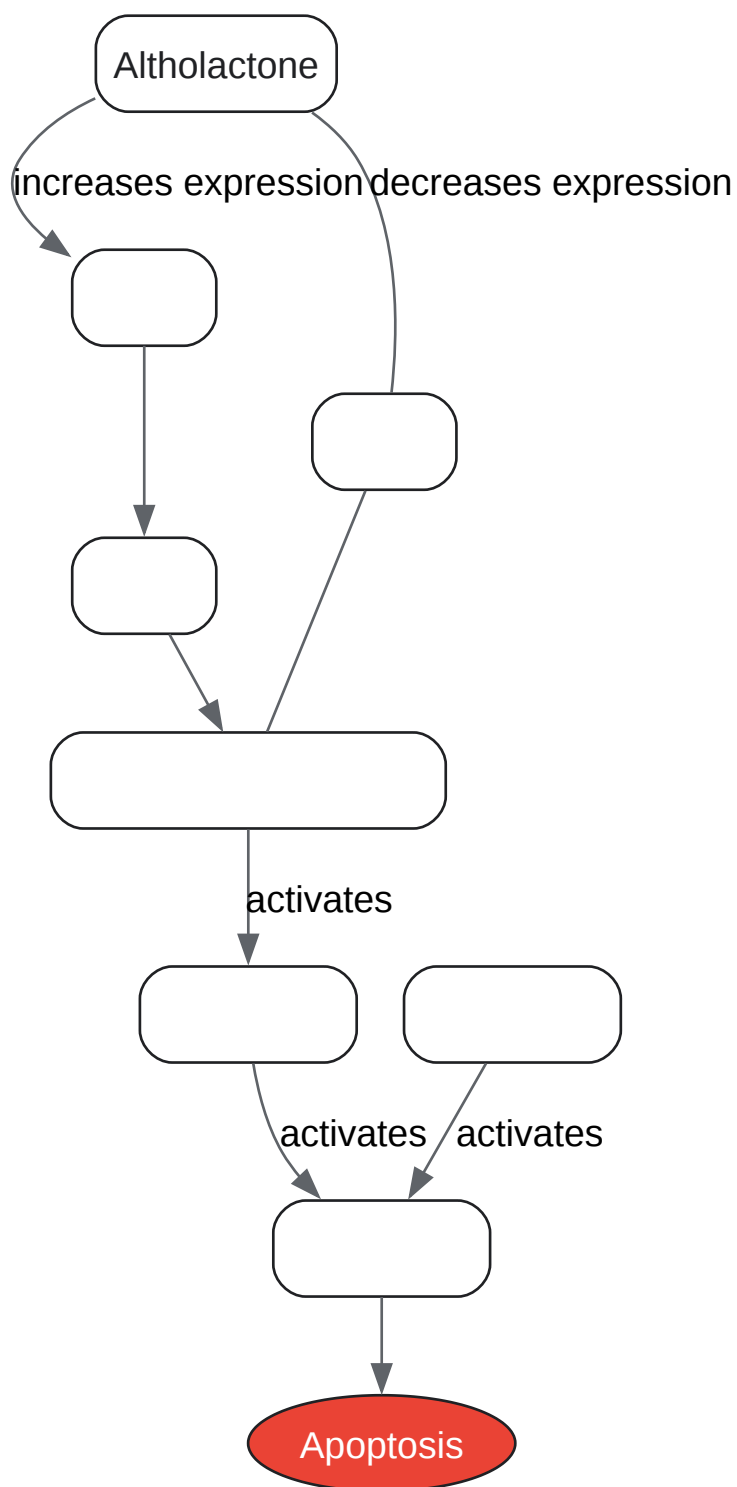 Altholactone
increases expression
decreases expression
activates
activates
activates
Apoptosis